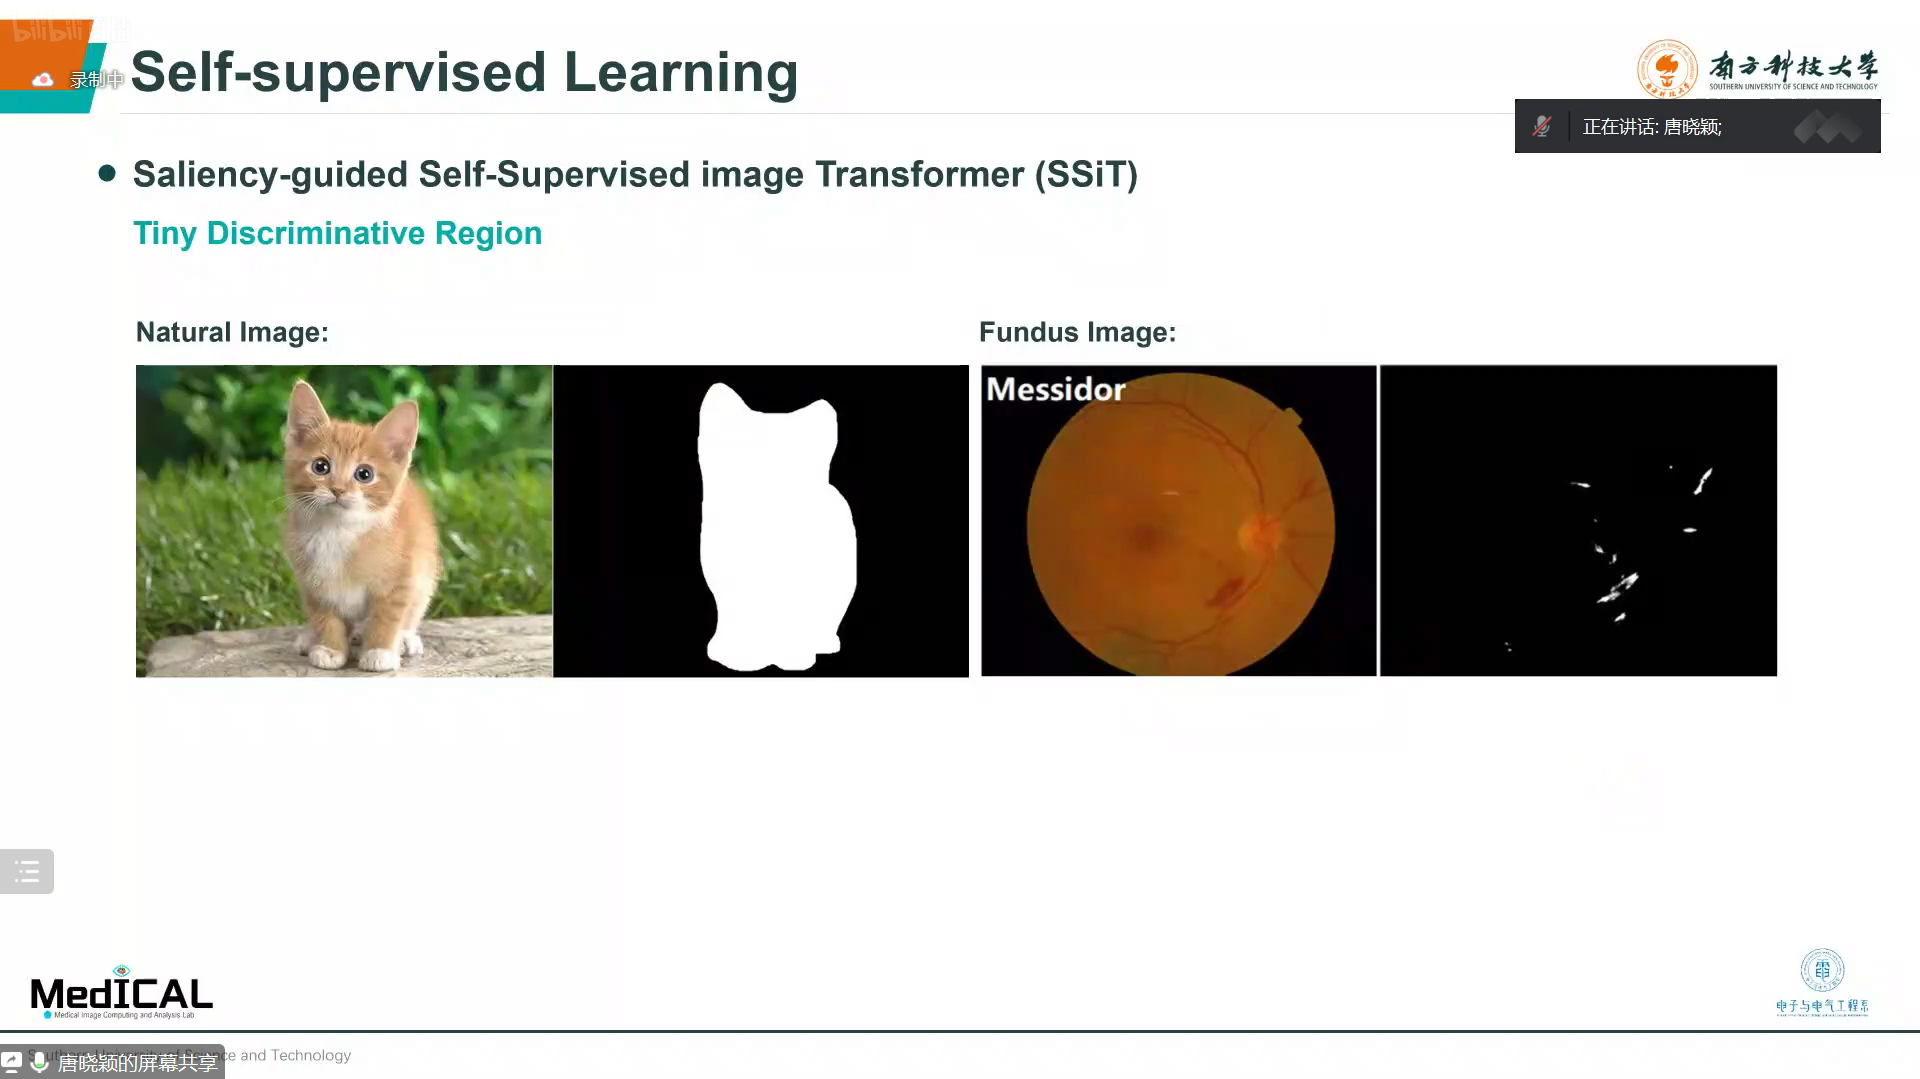 bilibili
录制中
Self-supervised Learning
南方科技大学
SOUTHERN UNIVERSITY OF SCIENCE AND TECHNOLOGY
正在讲话: 唐晓颖;
Saliency-guided Self-Supervised image Transformer (SSiT)
Tiny Discriminative Region
Natural Image:
Fundus Image:
Messidor
MedICAL
Medical Image Computing and Analysis Lab
电子与电气工程系
ce and Technology
唐晓颖的屏幕共享